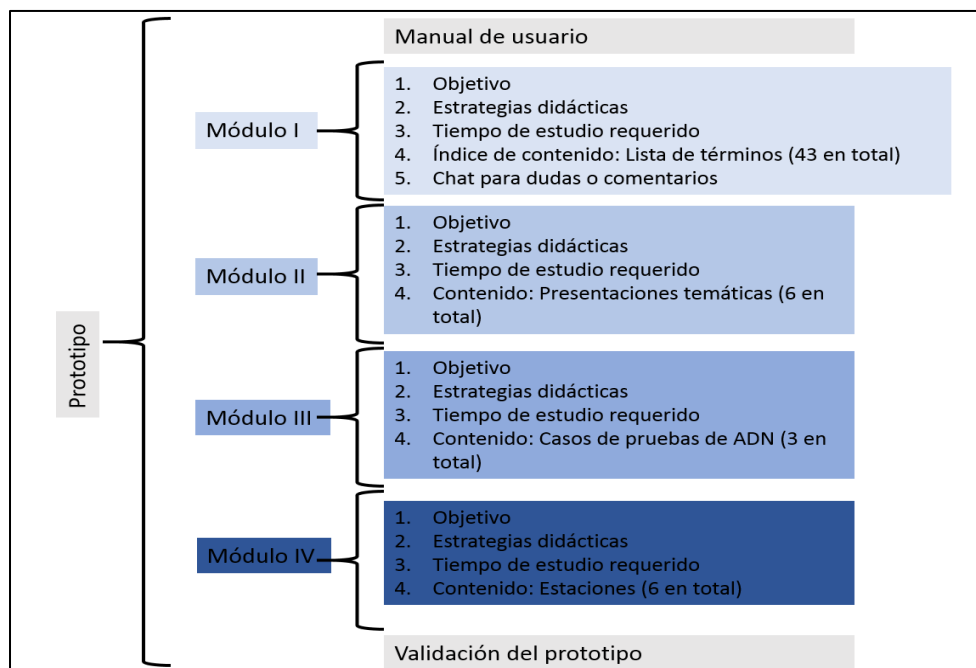 Prototipo
Manual de usuario
Módulo I
1. Objetivo
2. Estrategias didácticas
3. Tiempo de estudio requerido
4. Índice de contenido: Lista de términos (43 en total)
5. Chat para dudas o comentarios
Módulo II
1. Objetivo
2. Estrategias didácticas
3. Tiempo de estudio requerido
4. Contenido: Presentaciones temáticas (6 en
total)
Módulo III
1. Objetivo
2. Estrategias didácticas
3. Tiempo de estudio requerido
4. Contenido: Casos de pruebas de ADN (3 en
total)
Módulo IV
1. Objetivo
2. Estrategias didácticas
3. Tiempo de estudio requerido
4. Contenido: Estaciones (6 en total)
Validación del prototipo